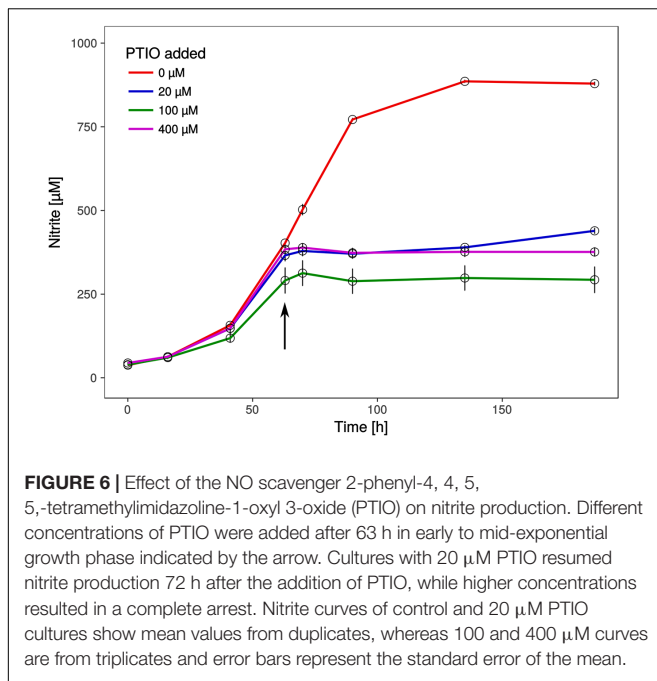 PTIO added
0 µM
20 µM
100 µM
400 µM
1000
750
500
250
0
Nitrite [µM]
0
50
100
150
Time [h]
FIGURE 6 | Effect of the NO scavenger 2-phenyl-4, 4, 5,
5,-tetramethylimidazoline-1-oxyl 3-oxide (PTIO) on nitrite production. Different
concentrations of PTIO were added after 63 h in early to mid-exponential
growth phase indicated by the arrow. Cultures with 20 µM PTIO resumed
nitrite production 72 h after the addition of PTIO, while higher concentrations
resulted in a complete arrest. Nitrite curves of control and 20 µM PTIO
cultures show mean values from duplicates, whereas 100 and 400 µM curves
are from triplicates and error bars represent the standard error of the mean.